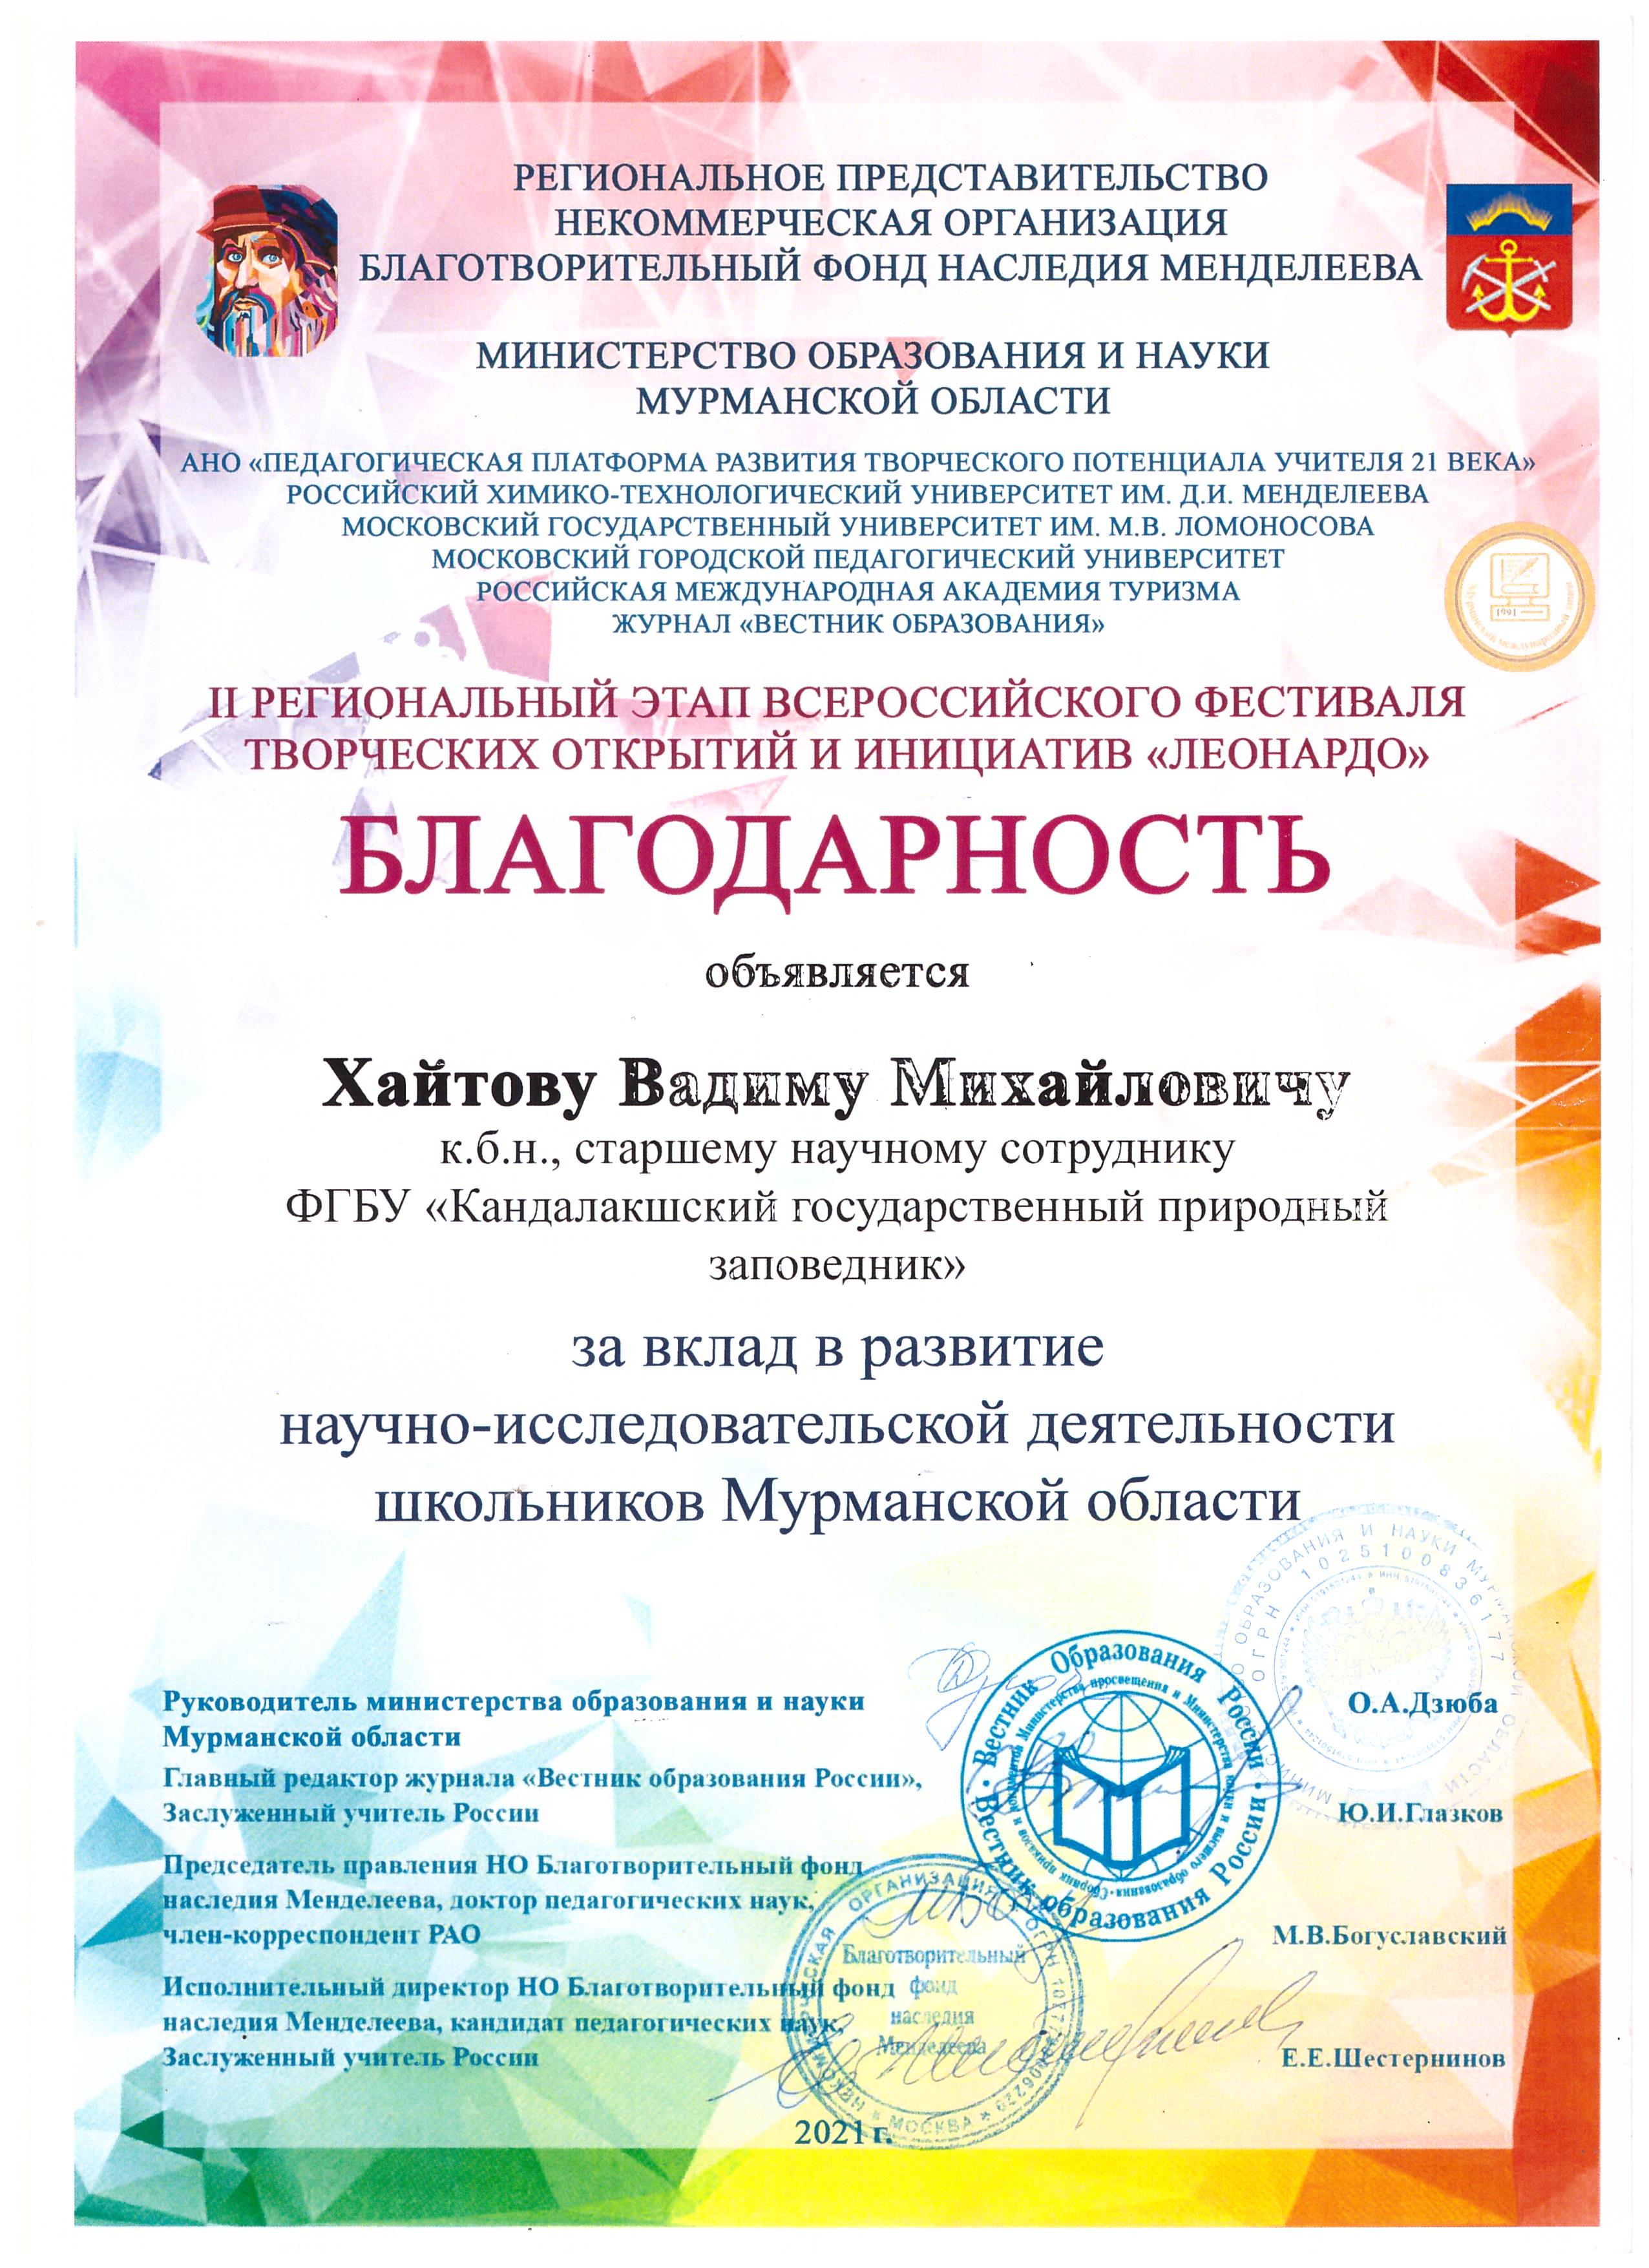 РЕГИОНАЛЬНОЕ ПРЕДСТАВИТЕЛЬСТВО
НЕКОММЕРЧЕСКАЯ ОРГАНИЗАЦИЯ
БЛАГОТВОРИТЕЛЬНЫЙ ФОНД НАСЛЕДИЯ МЕНДЕЛЕЕВА
МИНИСТЕРСТВО ОБРАЗОВАНИЯ И НАУКИ
МУРМАНСКОЙ ОБЛАСТИ
АНО «ПЕДАГОГИЧЕСКАЯ ПЛАТФОРМА РАЗВИТИЯ ТВОРЧЕСКОГО ПОТЕНЦИАЛА УЧИТЕЛЯ 21 ВЕКА»
РОССИЙСКИЙ ХИМИКО-ТЕХНОЛОГИЧЕСКИЙ УНИВЕРСИТЕТ ИМ. Д.И. МЕНДЕЛЕЕВА
МОСКОВСКИЙ ГОСУДАРСТВЕННЫЙ УНИВЕРСИТЕТ ИМ. М.В. ЛОМОНОСОВА
МОСКОВСКИЙ ГОРОДСКОЙ ПЕДАГОГИЧЕСКИЙ УНИВЕРСИТЕТ
РОССИЙСКАЯ МЕЖДУНАРОДНАЯ АКАДЕМИЯ ТУРИЗМА
ЖУРНАЛ «ВЕСТНИК ОБРАЗОВАНИЯ»
1991
II РЕГИОНАЛЬНЫЙ ЭТАП ВСЕРОССИЙСКОГО ФЕСТИВАЛЯ
ТВОРЧЕСКИХ ОТКРЫТИЙ И ИНИЦИАТИВ «ЛЕОНАРДО»
БЛАГОДАРНОСТЬ
объявляется
Хайтову Вадиму Михайловичу
к.б.н., старшему научному сотруднику
ФГБУ «Кандалакшский государственный природный
заповедник»
за вклад в развитие
научно-исследовательской деятельности
школьников Мурманской области
Руководитель министерства образования и науки
Мурманской области
О.А.Дзюба
Главный редактор журнала «Вестник образования России»,
Заслуженный учитель России
Ю.И.Глазков
Председатель правления НО Благотворительный фонд
наследия Менделеева, доктор педагогических наук,
член-корреспондент РАО
М.В.Богуславский
Исполнительный директор НО Благотворительный фонд
наследия Менделеева, кандидат педагогических наук,
Заслуженный учитель России
Е.Е.Шестернинов
2021 г.
Вестник Образования России
Вестник образования России
Благотворительный
фонд
наследия
Менделеева
МОСКВА
ОГРН 1025100836177